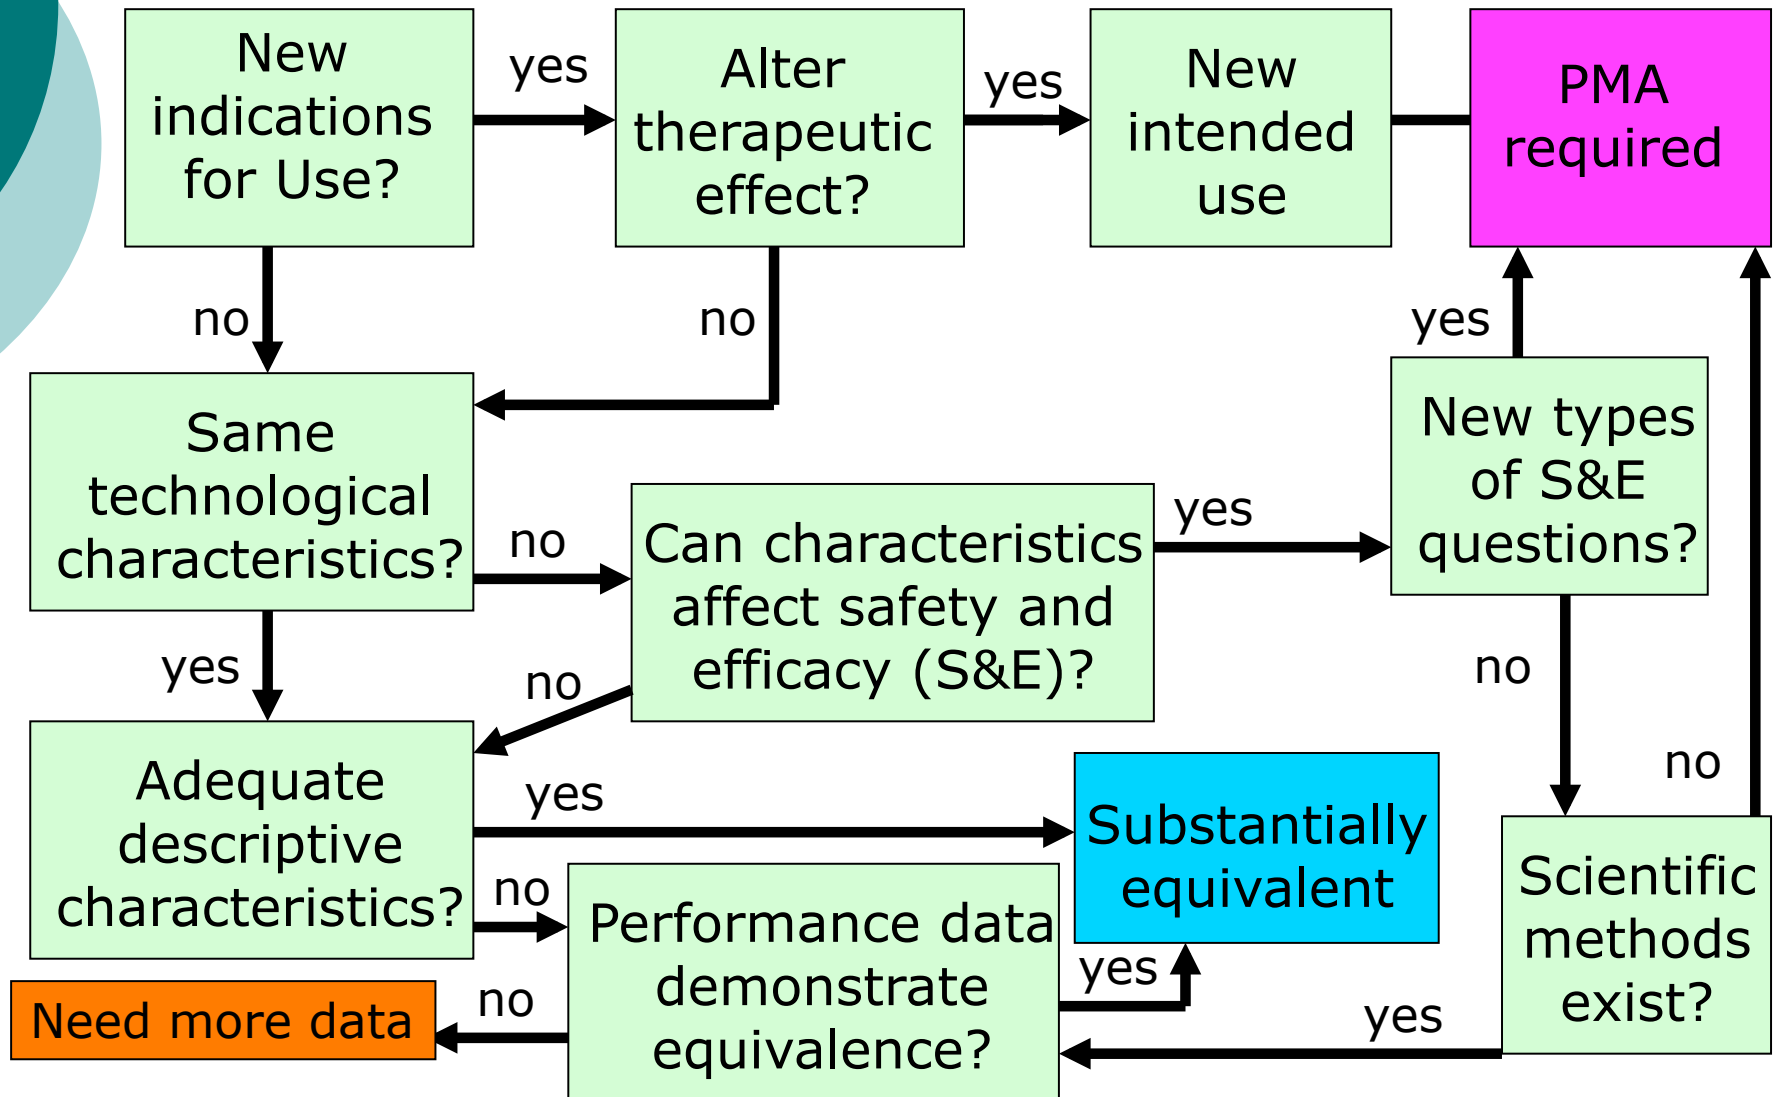 New
indications
for Use?
yes
Alter
therapeutic
effect?
yes
New
intended
use
PMA
required
no
no
yes
Same
technological
characteristics?
no
Can characteristics
affect safety and
efficacy (S&E)?
yes
New types
of S&E
questions?
yes
no
no
no
Adequate
descriptive
characteristics?
yes
Substantially
equivalent
Scientific
methods
exist?
no
Performance data
demonstrate
equivalence?
yes
yes
no
Need more data